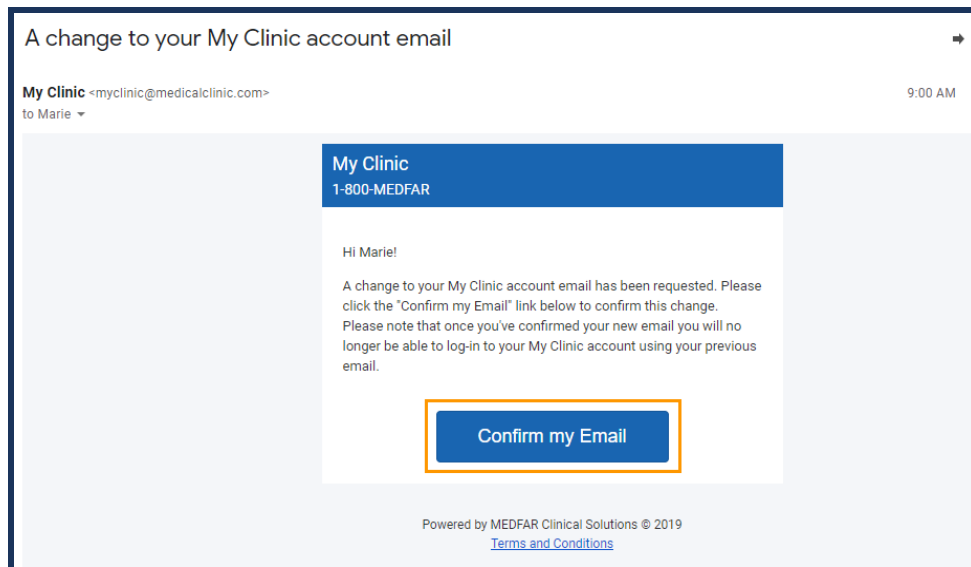 A change to your My Clinic account email
My Clinic <myclinic@medicalclinic.com>
9:00 AM
to Marie
My Clinic
1-800-MEDFAR
Hi Marie!
A change to your My Clinic account email has been requested. Please
click the "Confirm my Email" link below to confirm this change.
Please note that once you've confirmed your new email you will no
longer be able to log-in to your My Clinic account using your previous
email.
Confirm my Email
Powered by MEDFAR Clinical Solutions © 2019
Terms and Conditions